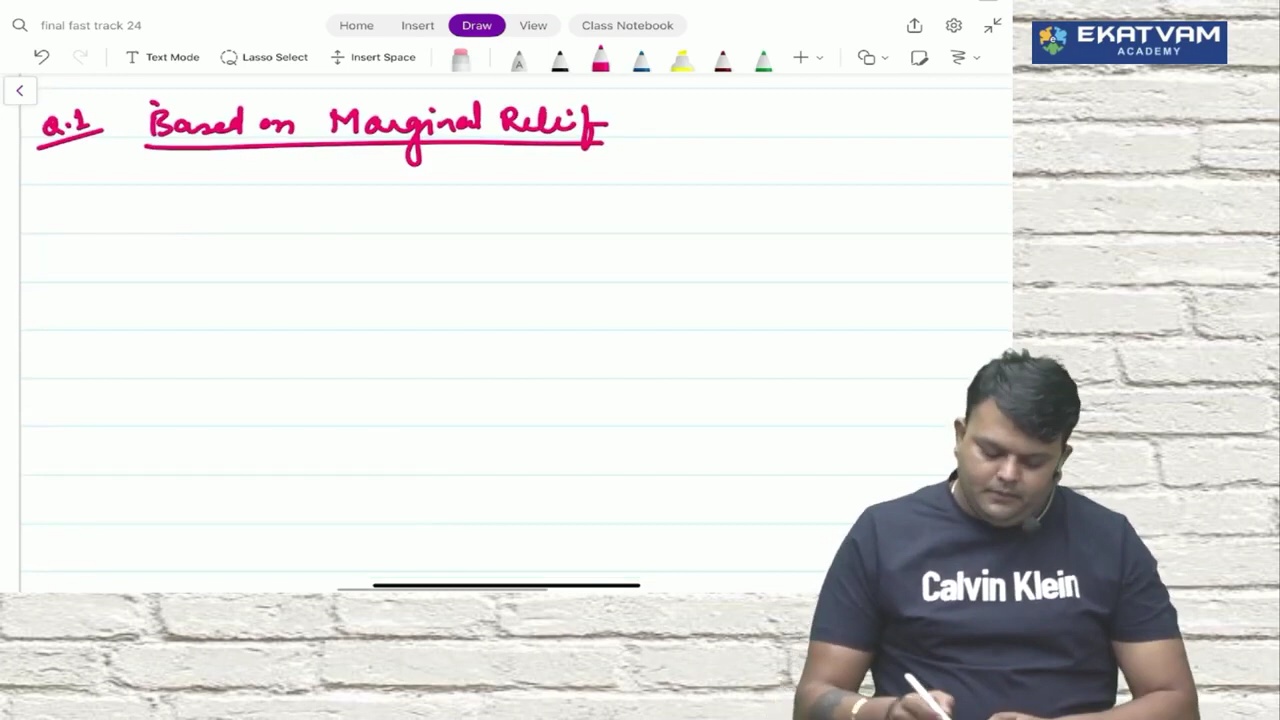 final fast track 24
Home Insert Draw View Class Notebook
Text Mode Lasso Select Insert Space
EKATVAM
ACADEMY
Q.1 Based on Marginal Relief
Calvin Klein